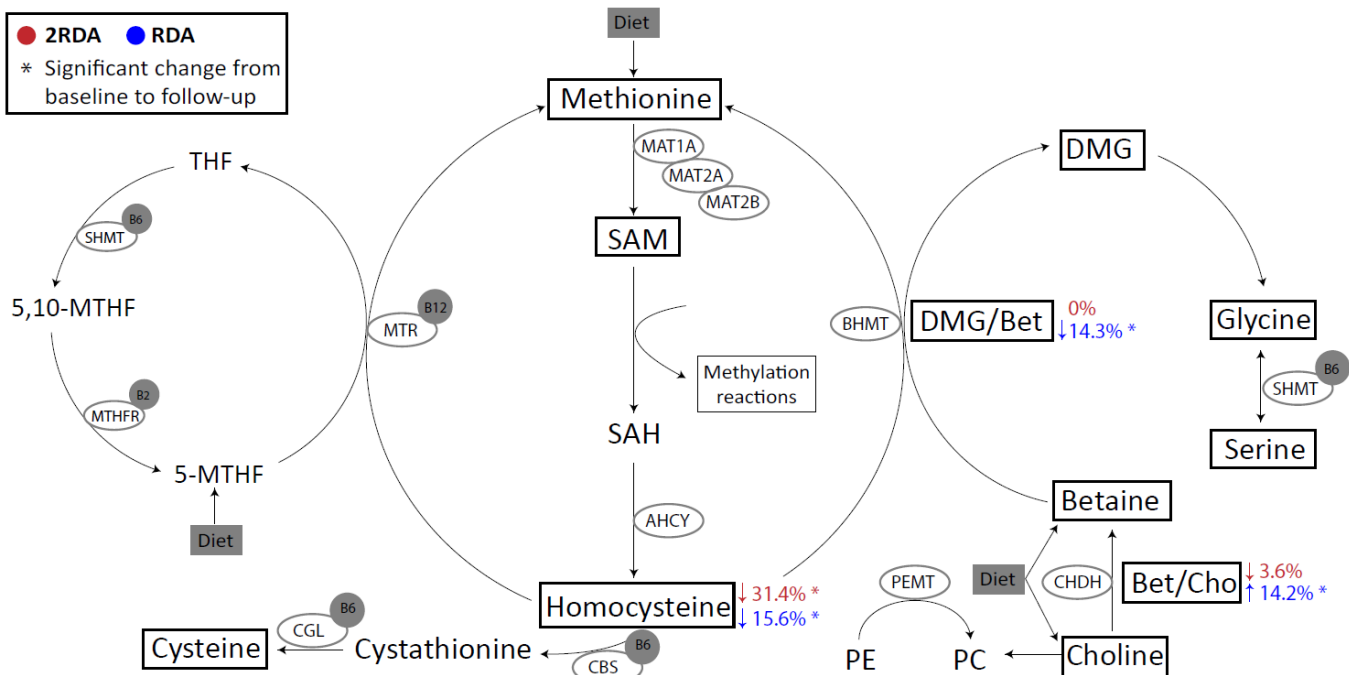 2RDA RDA
* Significant change from
baseline to follow-up
Diet
Methionine
MAT1A
MAT2A
MAT2B
SAM
Methylation
reactions
SAH
AHCY
Homocysteine
↓ 31.4% *
↓ 15.6% *
THF
B6
SHMT
5,10-MTHF
B2
MTHFR
5-MTHF
Diet
B12
MTR
B6
CBS
Cystathionine
B6
CGL
Cysteine
BHMT
DMG/Bet
0%
↓14.3% *
DMG
Glycine
B6
SHMT
Serine
Betaine
Diet
CHDH
Bet/Cho
↓ 3.6%
↑ 14.2% *
Choline
PEMT
PE
PC